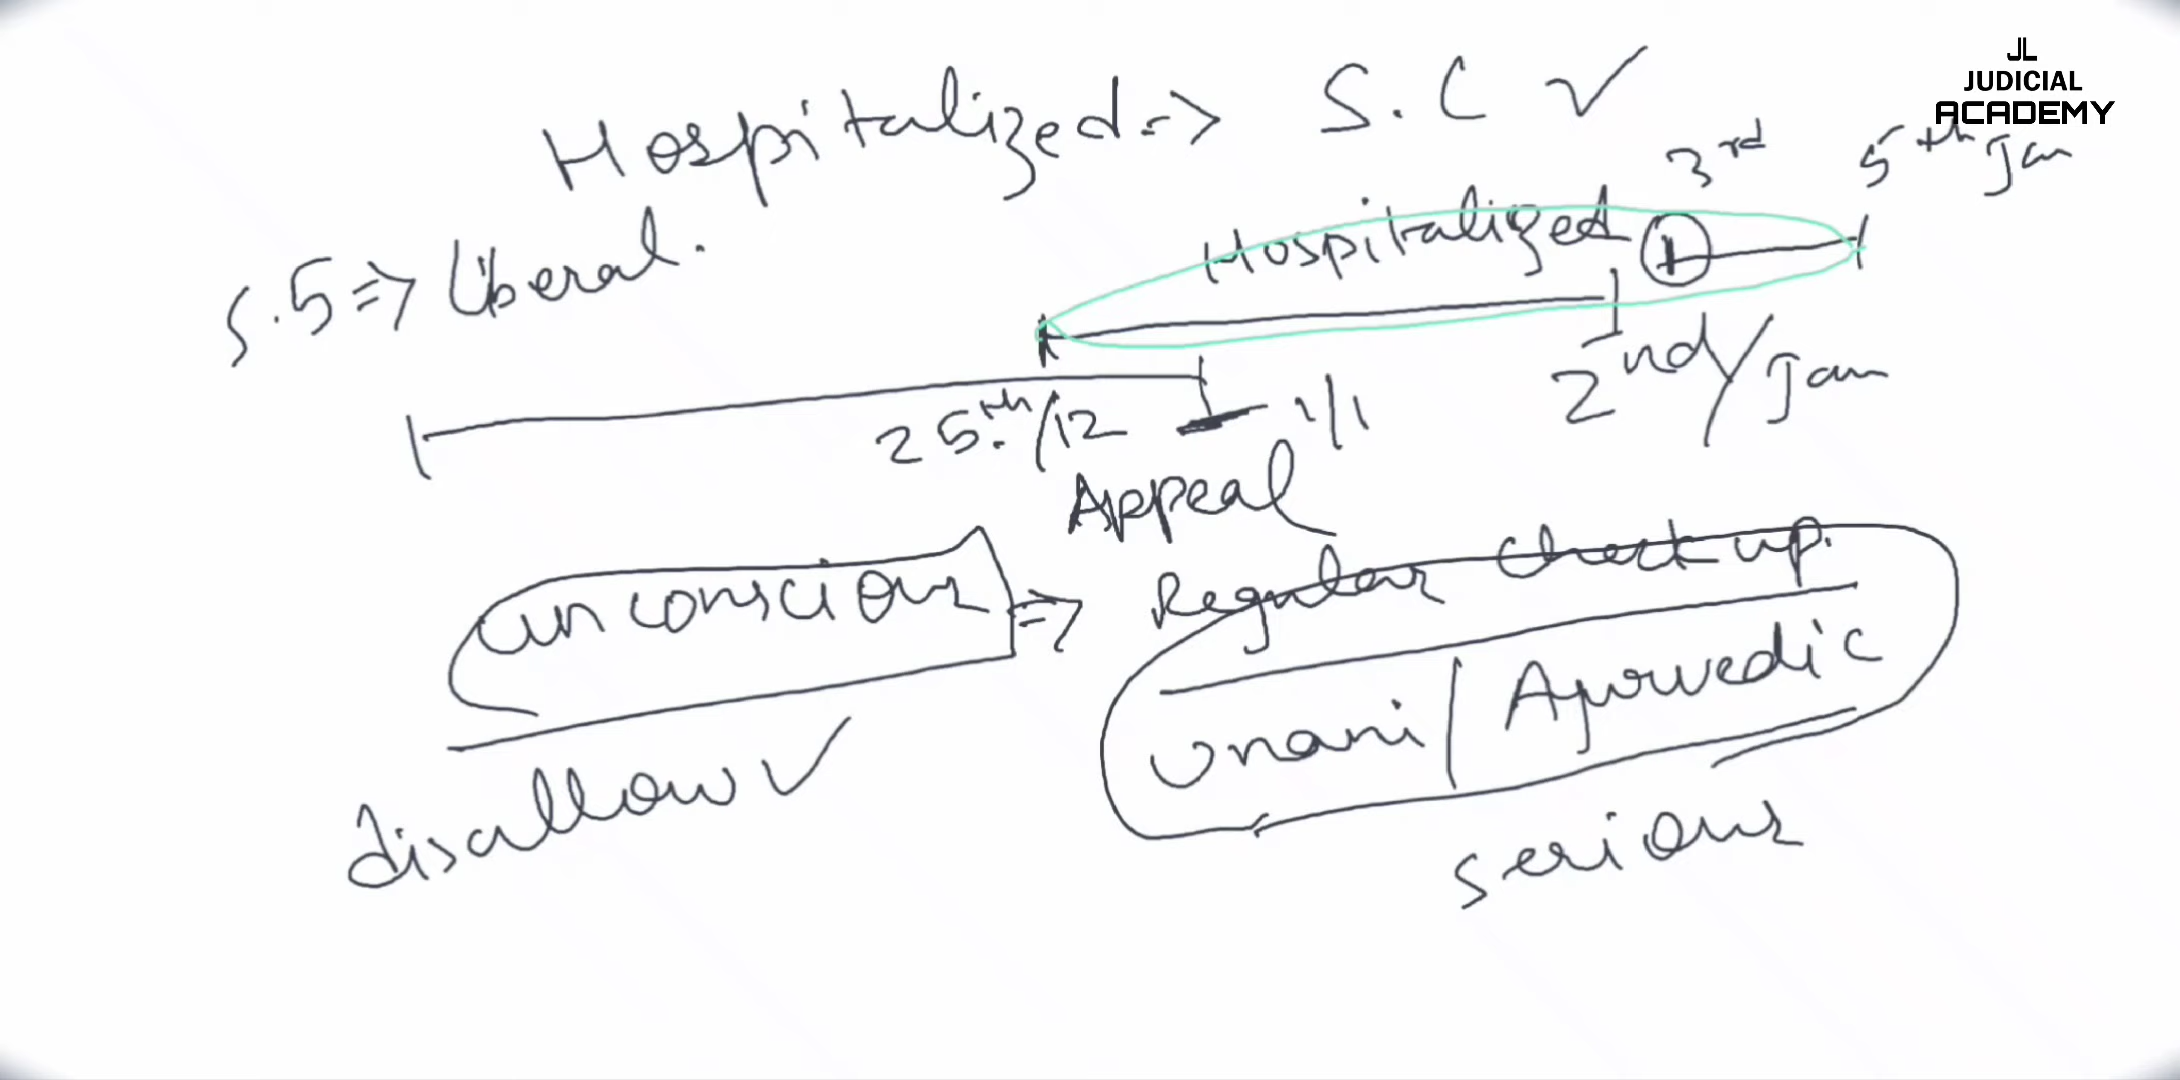 JL
JUDICIAL
ACADEMY
Hospitalized => S.C ✓
3rd 5th Jan
S.5 => Liberal.
Hospitalized
25th/12 1/1 2nd/Jan
Appeal
unconscious => Regular Check up.
Unani / Ayurvedic
disallow ✓
serious